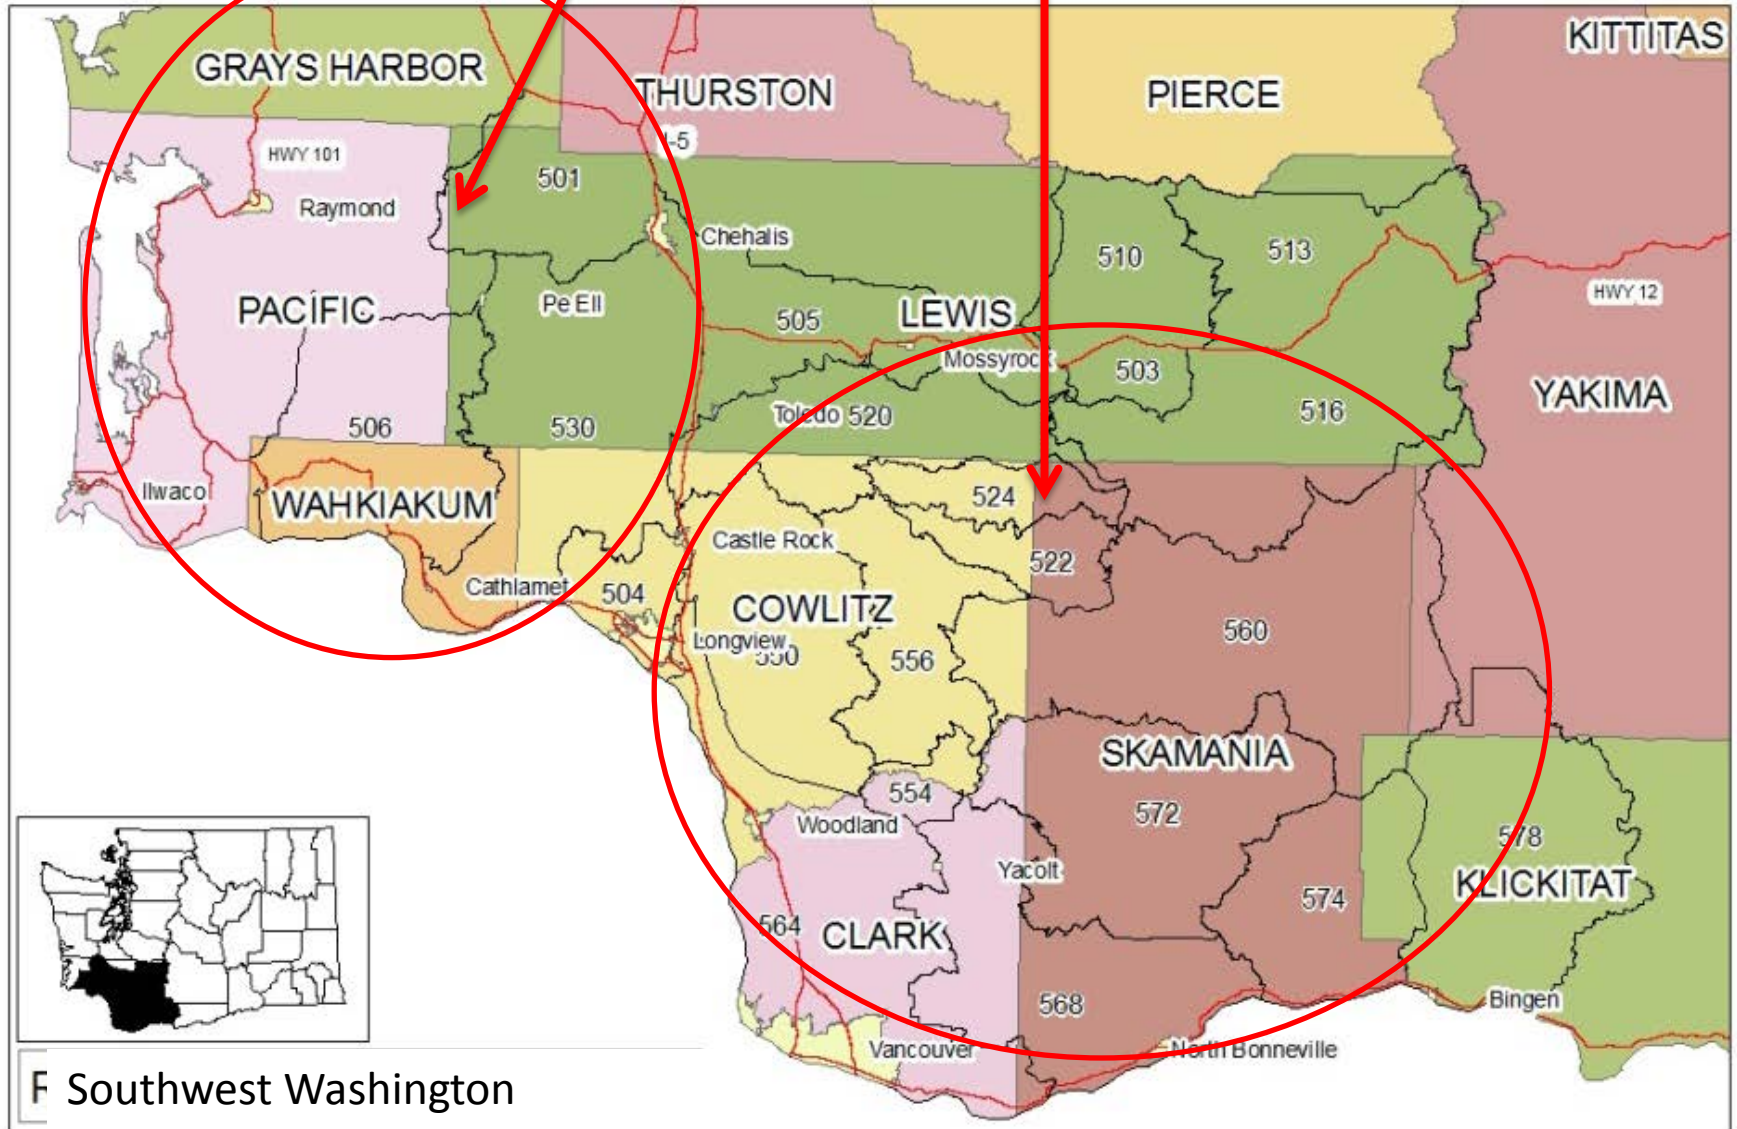 KITTITAS
GRAYS HARBOR
THURSTON
PIERCE
I-5
HWY 101
501
Raymond
Chehalis
510
513
HWY 12
PACIFIC
Pe Ell
505
LEWIS
Mossyrock
503
YAKIMA
506
530
Toledo 520
516
Ilwaco
WAHKIAKUM
524
Castle Rock
522
Cathlamet
504
COWLITZ
560
Longview
550
556
SKAMANIA
554
572
Woodland
578
Yacolt
KLICKITAT
574
564
CLARK
568
Bingen
Vancouver
North Bonneville
Southwest Washington